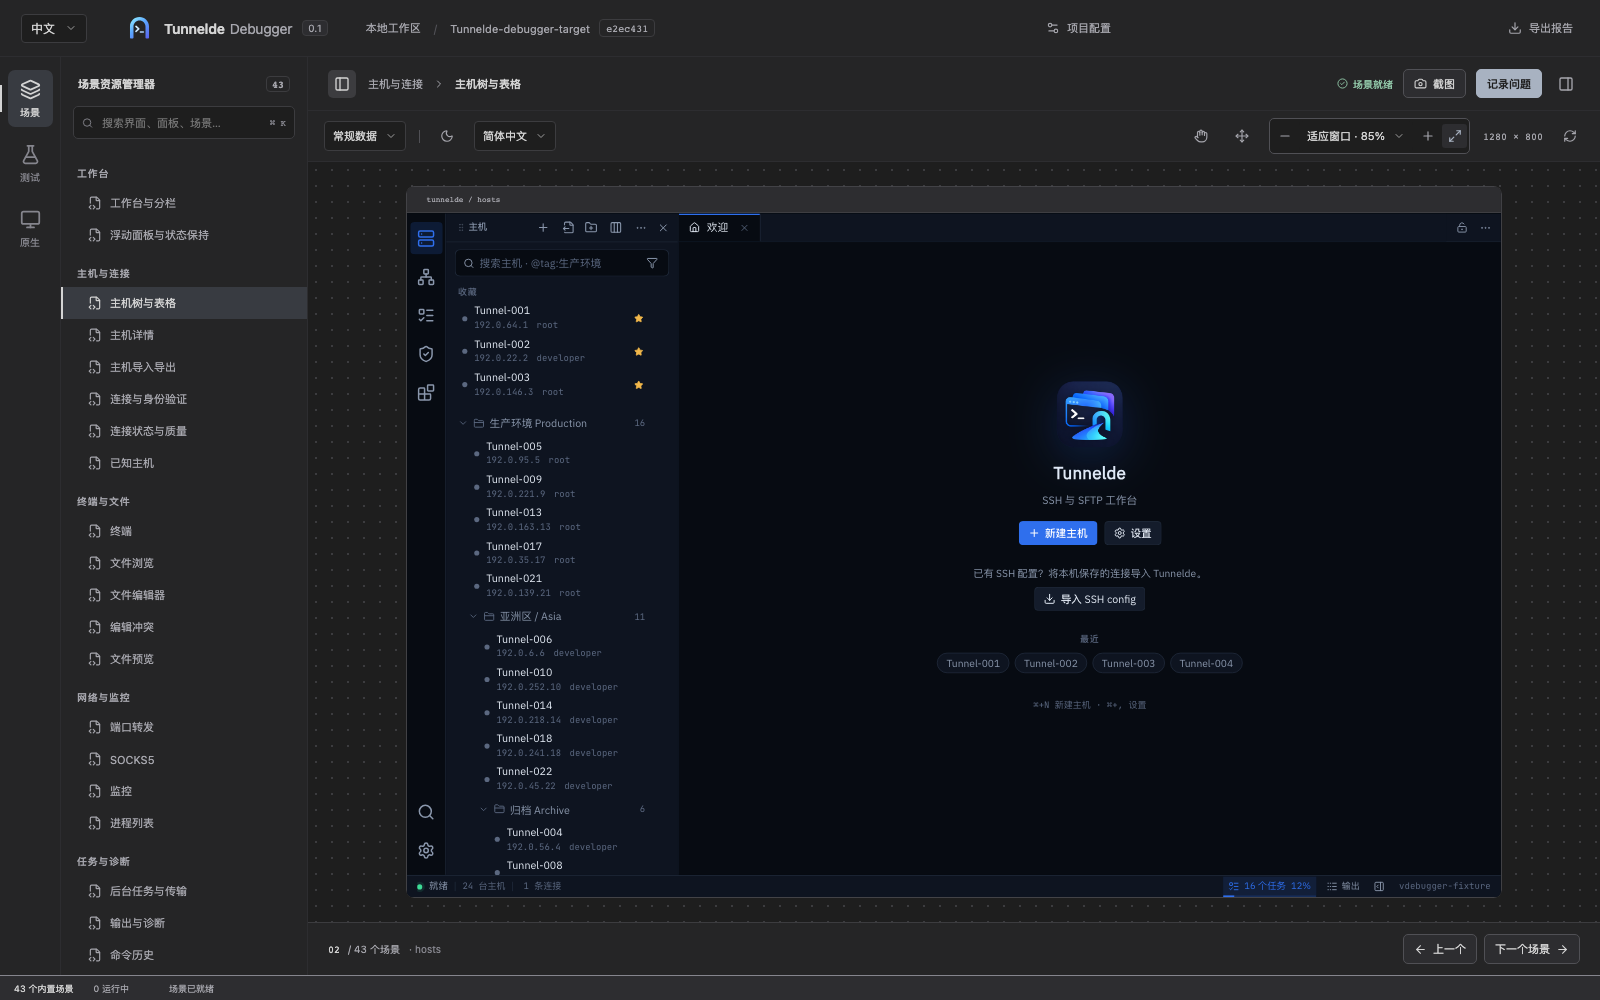 中文
Tunnelde Debugger 0.1
本地工作区 / Tunnelde-debugger-target e2ec431
项目配置
导出报告
场景
测试
原生
场景资源管理器 43
搜索界面、面板、场景... ⌘ K
工作台
工作台与分栏
浮动面板与状态保持
主机与连接
主机树与表格
主机详情
主机导入导出
连接与身份验证
连接状态与质量
已知主机
终端与文件
终端
文件浏览
文件编辑器
编辑冲突
文件预览
网络与监控
端口转发
SOCKS5
监控
进程列表
任务与诊断
后台任务与传输
输出与诊断
命令历史
主机与连接 > 主机树与表格
场景就绪
截图
记录问题
常规数据
简体中文
适应窗口 · 85%
1280 × 800
tunnelde / hosts
主机
欢迎
搜索主机 · @tag:生产环境
收藏
Tunnel-001
192.0.64.1 root
Tunnel-002
192.0.22.2 developer
Tunnel-003
192.0.146.3 root
生产环境 Production 16
Tunnel-005
192.0.95.5 root
Tunnel-009
192.0.221.9 root
Tunnel-013
192.0.163.13 root
Tunnel-017
192.0.35.17 root
Tunnel-021
192.0.139.21 root
亚洲区 / Asia 11
Tunnel-006
192.0.6.6 developer
Tunnel-010
192.0.252.10 developer
Tunnel-014
192.0.218.14 developer
Tunnel-018
192.0.241.18 developer
Tunnel-022
192.0.45.22 developer
归档 Archive 6
Tunnel-004
192.0.56.4 developer
Tunnel-008
Tunnelde
SSH 与 SFTP 工作台
新建主机
设置
已有 SSH 配置？将本机保存的连接导入 Tunnelde。
导入 SSH config
最近
Tunnel-001 Tunnel-002 Tunnel-003 Tunnel-004
⌘+N 新建主机 · ⌘+, 设置
就绪 24 台主机 1 条连接
16 个任务 12%
输出
vdebugger-fixture
02 / 43 个场景 · hosts
← 上一个
下一个场景 →
43 个内置场景 0 运行中 场景已就绪